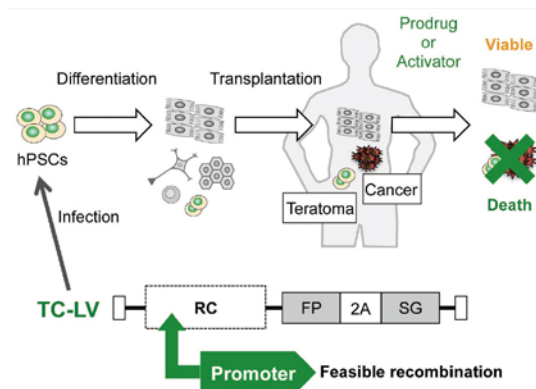 Prodrug
or
Activator
Viable
Differentiation
Transplantation
hPSCs
Cancer
Teratoma
Death
Infection
TC-LV
RC
FP
2A
SG
Promoter
Feasible recombination